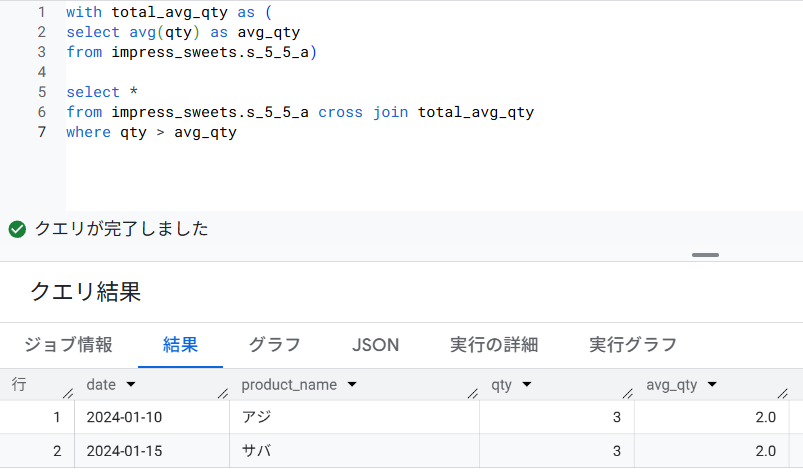 1 with total_avg_qty as (
2 select avg(qty) as avg_qty
3 from impress_sweets.s_5_5_a)
4
5 select *
6 from impress_sweets.s_5_5_a cross join total_avg_qty
7 where qty > avg_qty
クエリが完了しました
クエリ結果
ジョブ情報 結果 グラフ JSON 実行の詳細 実行グラフ
行 date product_name qty avg_qty
1 2024-01-10 アジ 3 2.0
2 2024-01-15 サバ 3 2.0